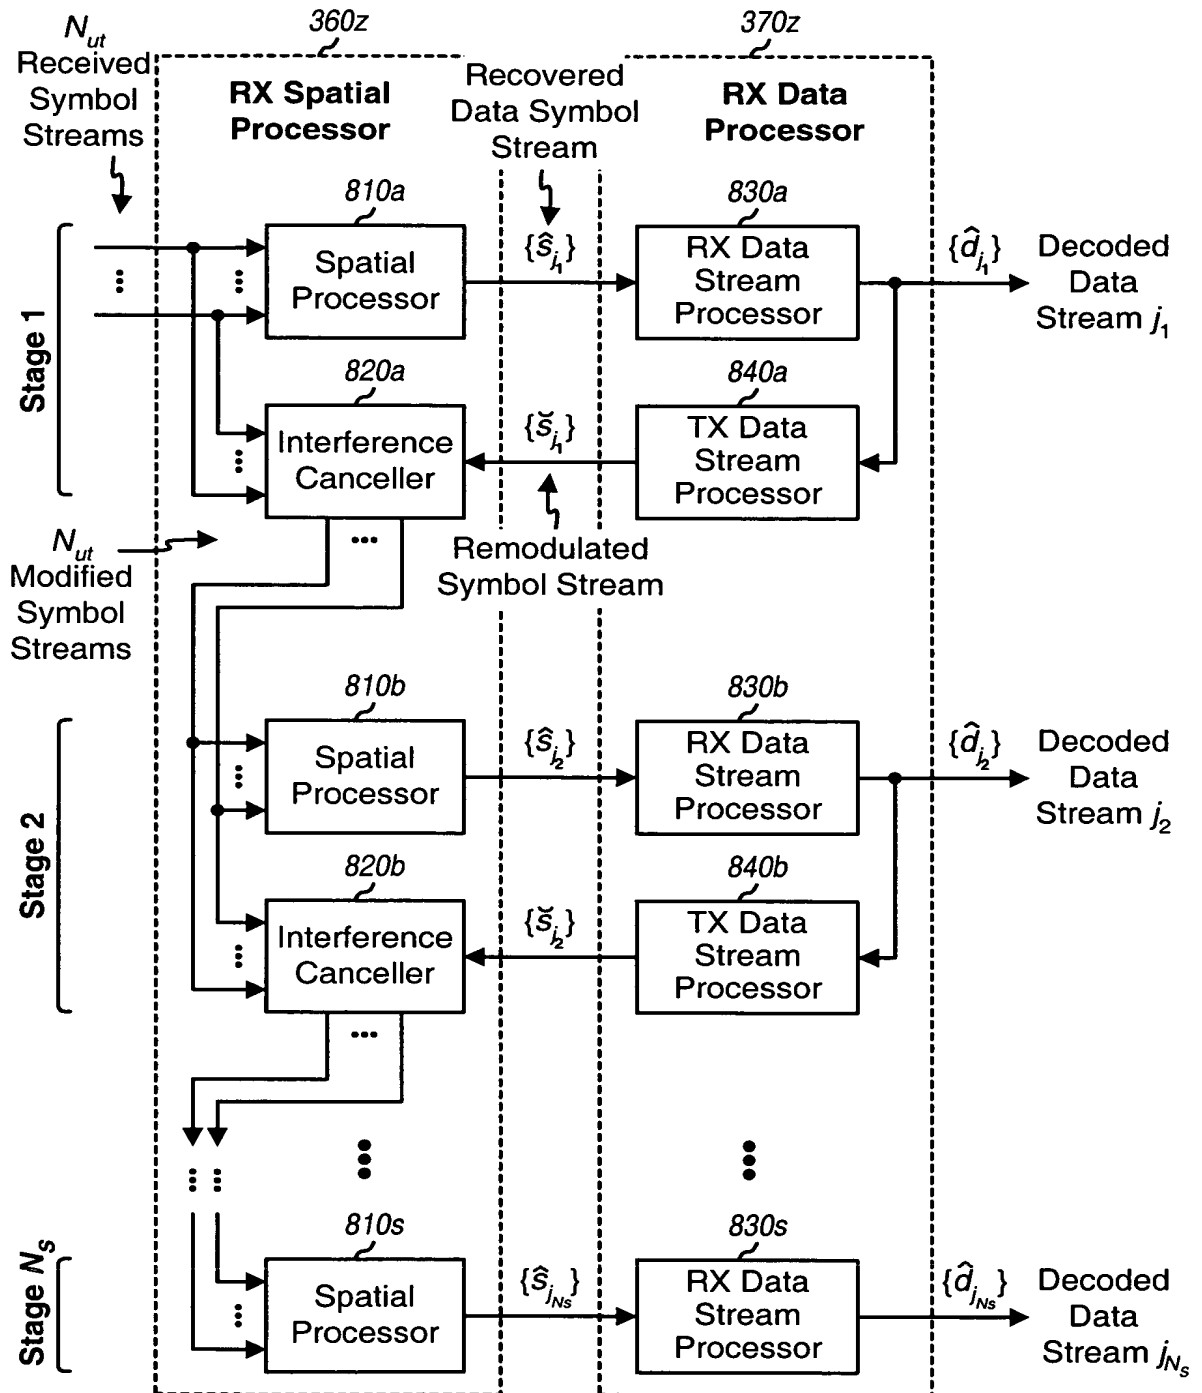 360z
370z
N_ut
Received
Symbol
Streams
RX Spatial
Processor
Recovered
Data Symbol
Stream
RX Data
Processor
Stage 1
810a
Spatial
Processor
{ŝ_j₁}
830a
RX Data
Stream
Processor
{d̂_j₁}
Decoded
Data
Stream j₁
820a
Interference
Canceller
{s̆_j₁}
840a
TX Data
Stream
Processor
N_ut
Modified
Symbol
Streams
Remodulated
Symbol Stream
Stage 2
810b
Spatial
Processor
{ŝ_j₂}
830b
RX Data
Stream
Processor
{d̂_j₂}
Decoded
Data
Stream j₂
820b
Interference
Canceller
{s̆_j₂}
840b
TX Data
Stream
Processor
Stage N_s
810s
Spatial
Processor
{ŝ_j_Ns}
830s
RX Data
Stream
Processor
{d̂_j_Ns}
Decoded
Data
Stream j_Ns